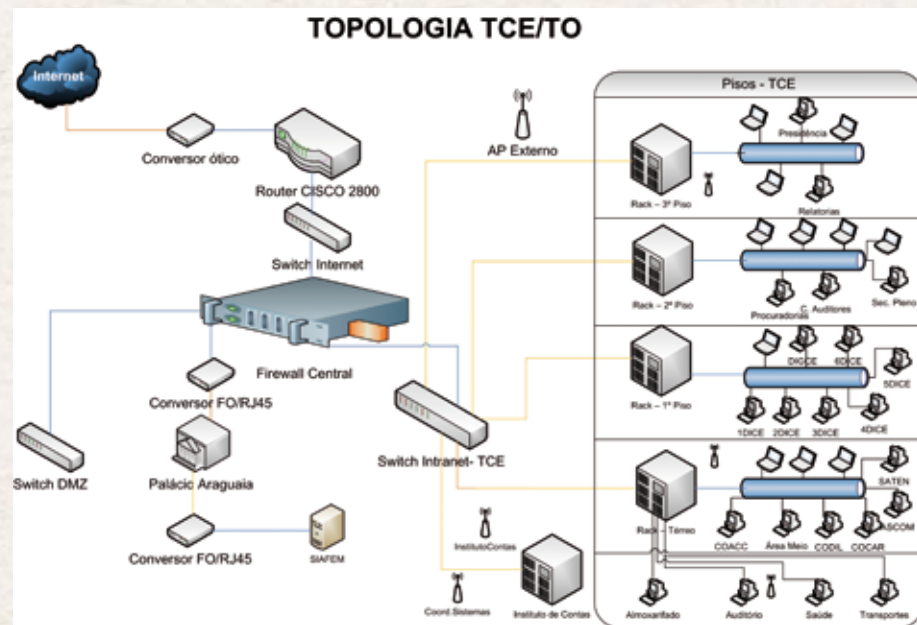 TOPOLOGIA TCE/TO
Internet
Conversor ótico
Router CISCO 2800
Switch Internet
Firewall Central
Conversor FO/RJ45
Switch DMZ
Palácio Araguaia
Conversor FO/RJ45
SIAFEM
AP Externo
Switch Intranet- TCE
InstitutoContas
Coord.Sistemas
Instituto de Contas
Pisos - TCE
Presidência
Rack – 3º Piso
Relatorias
Rack – 2º Piso
Procuradorias
C. Auditores
Sec. Pleno
Rack – 1º Piso
DIGCE
6DICE
5DICE
1DICE
2DICE
3DICE
4DICE
Rack – Térreo
SATEN
ASCOM
COACC
Área Meio
CODIL
COCAR
Almoxarifado
Auditório
Saúde
Transportes